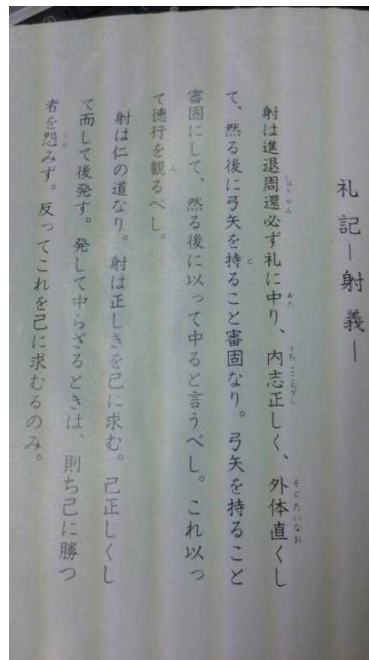 礼記―射義―
射は進退周還必ず礼に中り、内志正しく、外体直くし
て、然る後に弓矢を持ること審固なり。弓矢を持ること
審固にして、然る後に以って中ると言うべし。これ以っ
て徳行を観るべし。
射は仁の道なり。射は正しきを己に求む。己正しくし
て而して後発す。発して中らざるときは、則ち己に勝つ
者を怨みず。反ってこれを己に求むるのみ。